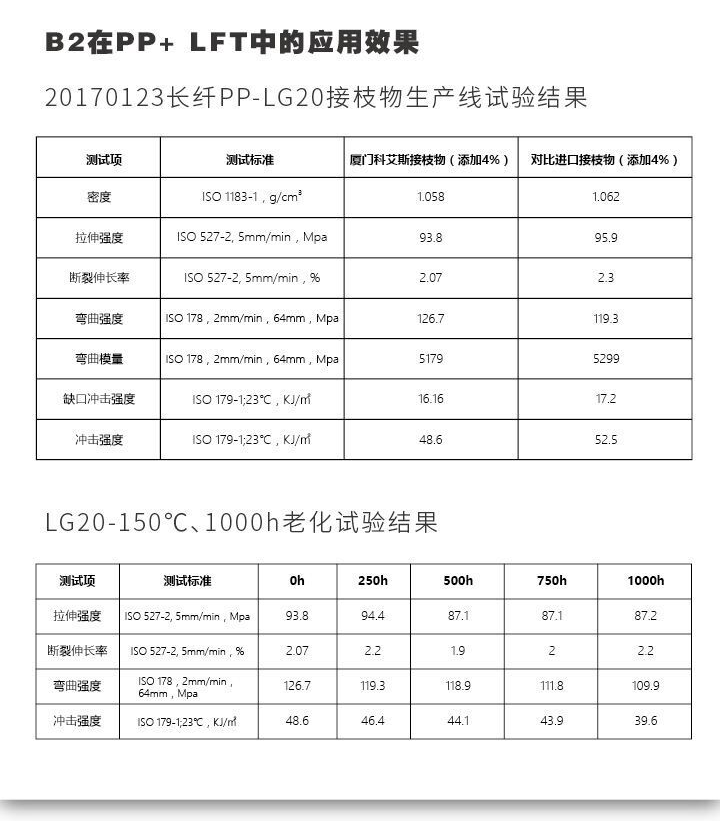 B2在PP+ LFT中的应用效果
20170123长纤PP-LG20接枝物生产线试验结果
测试项 测试标准 厦门科艾斯接枝物（添加4%） 对比进口接枝物（添加4%）
密度 ISO 1183-1，g/cm³ 1.058 1.062
拉伸强度 ISO 527-2, 5mm/min，Mpa 93.8 95.9
断裂伸长率 ISO 527-2, 5mm/min，% 2.07 2.3
弯曲强度 ISO 178，2mm/min，64mm，Mpa 126.7 119.3
弯曲模量 ISO 178，2mm/min，64mm，Mpa 5179 5299
缺口冲击强度 ISO 179-1;23℃，KJ/㎡ 16.16 17.2
冲击强度 ISO 179-1;23℃，KJ/㎡ 48.6 52.5
LG20-150℃、1000h老化试验结果
测试项 测试标准 0h 250h 500h 750h 1000h
拉伸强度 ISO 527-2, 5mm/min，Mpa 93.8 94.4 87.1 87.1 87.2
断裂伸长率 ISO 527-2, 5mm/min，% 2.07 2.2 1.9 2 2.2
弯曲强度 ISO 178，2mm/min， 126.7 119.3 118.9 111.8 109.9
64mm，Mpa
冲击强度 ISO 179-1;23℃，KJ/㎡ 48.6 46.4 44.1 43.9 39.6